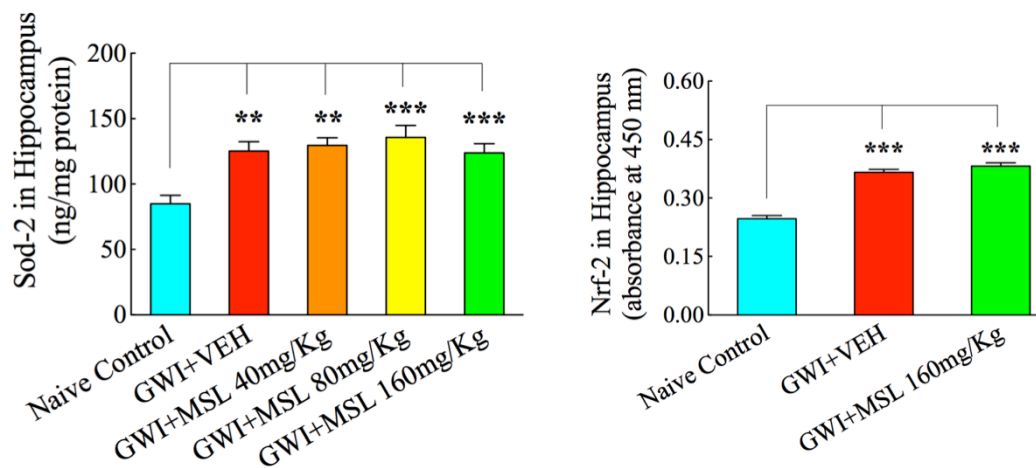 Sod-2 in Hippocampus
(ng/mg protein)
200
150
100
50
0
**
**
***
***
Naive Control
GWI+VEH
GWI+MSL 40mg/Kg
GWI+MSL 80mg/Kg
GWI+MSL 160mg/Kg
Nrf-2 in Hippocampus
(absorbance at 450 nm)
0.60
0.45
0.30
0.15
0.00
***
***
Naive Control
GWI+VEH
GWI+MSL 160mg/Kg